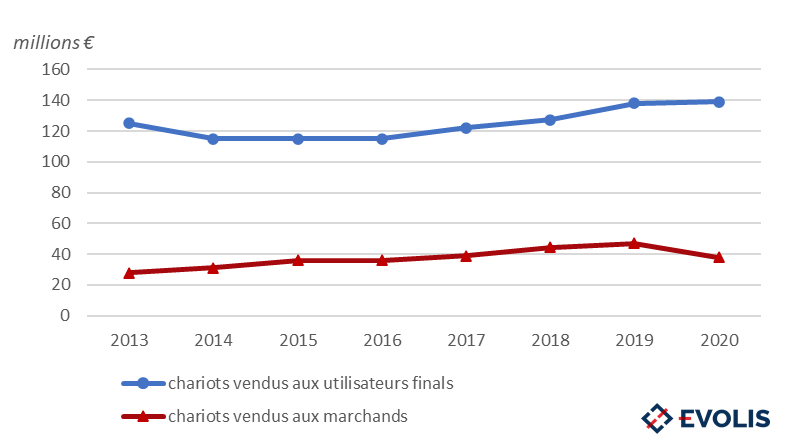 millions €
160
140
120
100
80
60
40
20
0
2013 2014 2015 2016 2017 2018 2019 2020
chariots vendus aux utilisateurs finals
chariots vendus aux marchands
EVOLIS